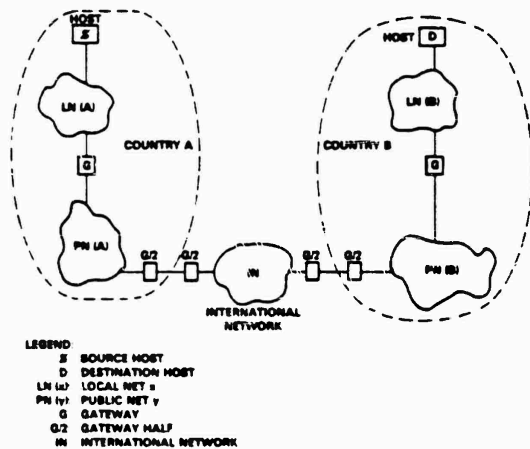 HOST
S
LN (A)
G
COUNTRY A
PN (A)
G/2
G/2
IN
INTERNATIONAL
NETWORK
G/2
G/2
HOST
D
LN (B)
COUNTRY B
G
PN (B)
LEGEND:
S SOURCE HOST
D DESTINATION HOST
LN (x) LOCAL NET x
PN (y) PUBLIC NET y
G GATEWAY
G/2 GATEWAY HALF
IN INTERNATIONAL NETWORK